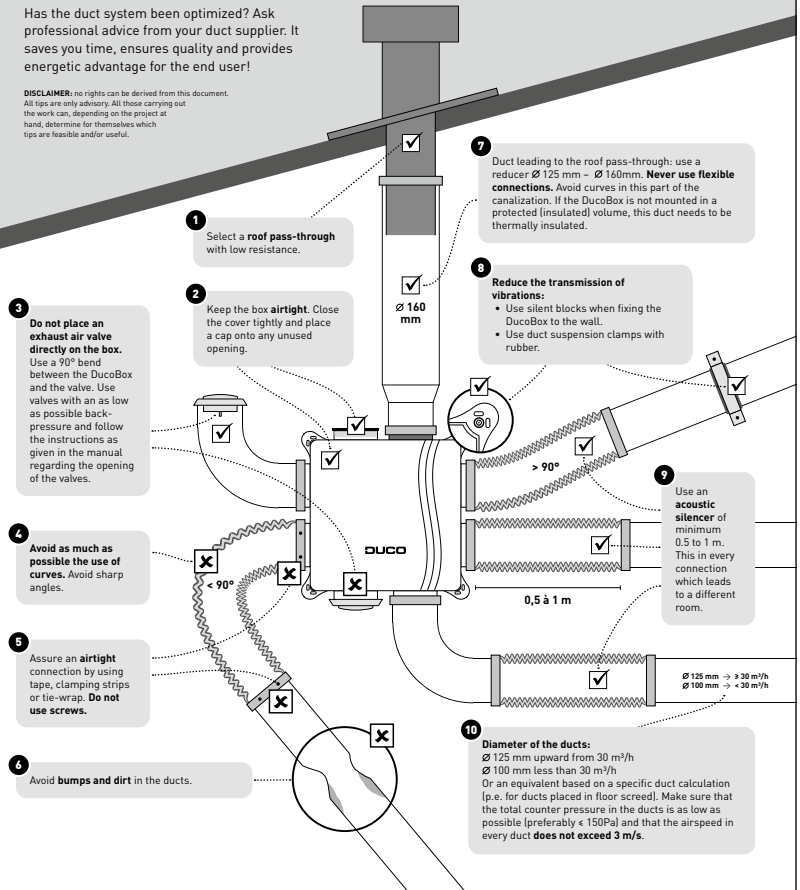 Has the duct system been optimized? Ask
professional advice from your duct supplier. It
saves you time, ensures quality and provides
energetic advantage for the end user!
DISCLAIMER: no rights can be derived from this document.
All tips are only advisory. All those carrying out
the work can, depending on the project at
hand, determine for themselves which
tips are feasible and/or useful.
1
Select a roof pass-through
with low resistance.
2
Keep the box airtight. Close
the cover tightly and place
a cap onto any unused
opening.
3
Do not place an
exhaust air valve
directly on the box.
Use a 90° bend
between the DucoBox
and the valve. Use
valves with an as low
as possible back-
pressure and follow
the instructions as
given in the manual
regarding the opening
of the valves.
4
Avoid as much as
possible the use of
curves. Avoid sharp
angles.
5
Assure an airtight
connection by using
tape, clamping strips
or tie-wrap. Do not
use screws.
6
Avoid bumps and dirt in the ducts.
7
Duct leading to the roof pass-through: use a
reducer Ø 125 mm – Ø 160mm. Never use flexible
connections. Avoid curves in this part of the
canalization. If the DucoBox is not mounted in a
protected (insulated) volume, this duct needs to be
thermally insulated.
8
Reduce the transmission of
vibrations:
• Use silent blocks when fixing the
DucoBox to the wall.
• Use duct suspension clamps with
rubber.
9
Use an
acoustic
silencer of
minimum
0.5 to 1 m.
This in every
connection
which leads
to a different
room.
10
Diameter of the ducts:
Ø 125 mm upward from 30 m³/h
Ø 100 mm less than 30 m³/h
Or an equivalent based on a specific duct calculation
(p.e. for ducts placed in floor screed). Make sure that
the total counter pressure in the ducts is as low as
possible (preferably ≤ 150Pa) and that the airspeed in
every duct does not exceed 3 m/s.
Ø 160
mm
> 90°
< 90°
DUCO
0,5 à 1 m
Ø 125 mm → ≥ 30 m³/h
Ø 100 mm → < 30 m³/h